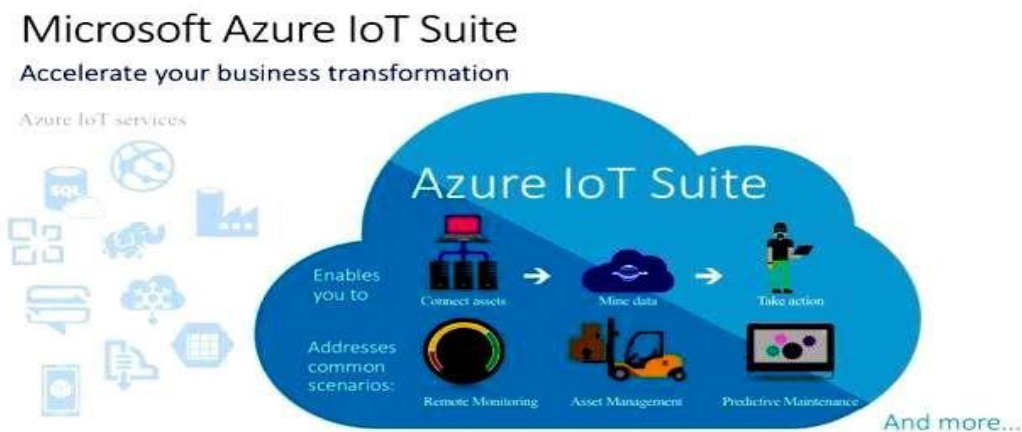 Microsoft Azure IoT Suite
Accelerate your business transformation
Azure IoT services
SQL
Azure IoT Suite
Enables
you to
Connect assets
Mine data
Take action
Addresses
common
scenarios:
Remote Monitoring
Asset Management
Predictive Maintenance
And more...